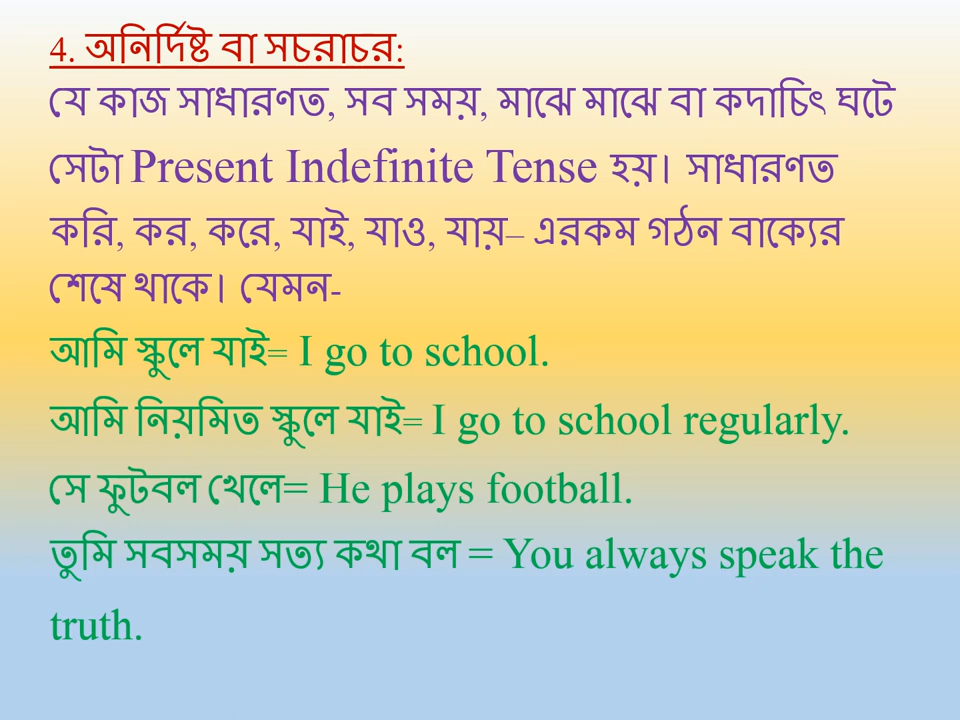 4. অনির্দিষ্ট বা সচরাচর:
যে কাজ সাধারণত, সব সময়, মাঝে মাঝে বা কদাচিৎ ঘটে
সেটা Present Indefinite Tense হয়। সাধারণত
করি, কর, করে, যাই, যাও, যায়– এরকম গঠন বাক্যের
শেষে থাকে। যেমন-
আমি স্কুলে যাই= I go to school.
আমি নিয়মিত স্কুলে যাই= I go to school regularly.
সে ফুটবল খেলে= He plays football.
তুমি সবসময় সত্য কথা বল = You always speak the
truth.